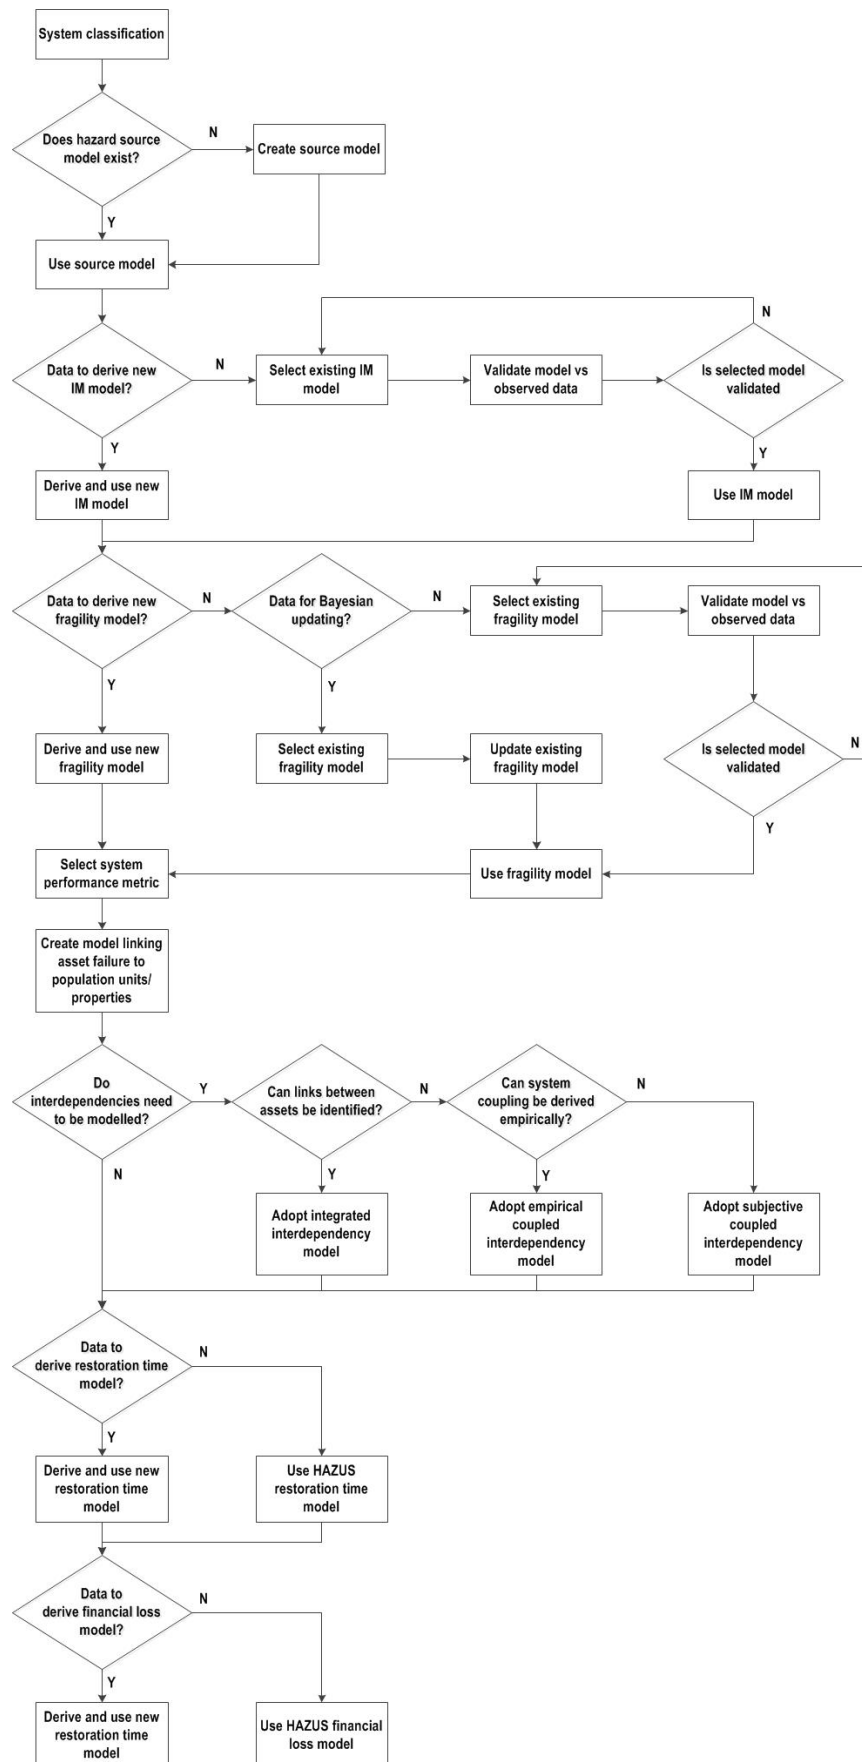 System classification
Does hazard source
model exist?
N
Create source model
Y
Use source model
Data to derive new
IM model?
N
Select existing IM
model
Validate model vs
observed data
Is selected model
validated
N
Y
Y
Derive and use new
IM model
Use IM model
Data to derive new
fragility model?
N
Data for Bayesian
updating?
N
Select existing
fragility model
Validate model vs
observed data
Y
Y
Derive and use new
fragility model
Select existing
fragility model
Update existing
fragility model
Is selected model
validated
N
Y
Select system
performance metric
Use fragility model
Create model linking
asset failure to
population units/
properties
Do
interdependencies need
to be modelled?
Y
Can links between
assets be identified?
N
Can system
coupling be derived
empirically?
N
N
Y
Y
Adopt integrated
interdependency
model
Adopt empirical
coupled
interdependency
model
Adopt subjective
coupled
interdependency
model
Data to
derive restoration time
model?
N
Y
Derive and use new
restoration time
model
Use HAZUS
restoration time
model
Data to
derive financial loss
model?
N
Y
Derive and use new
restoration time
model
Use HAZUS financial
loss model